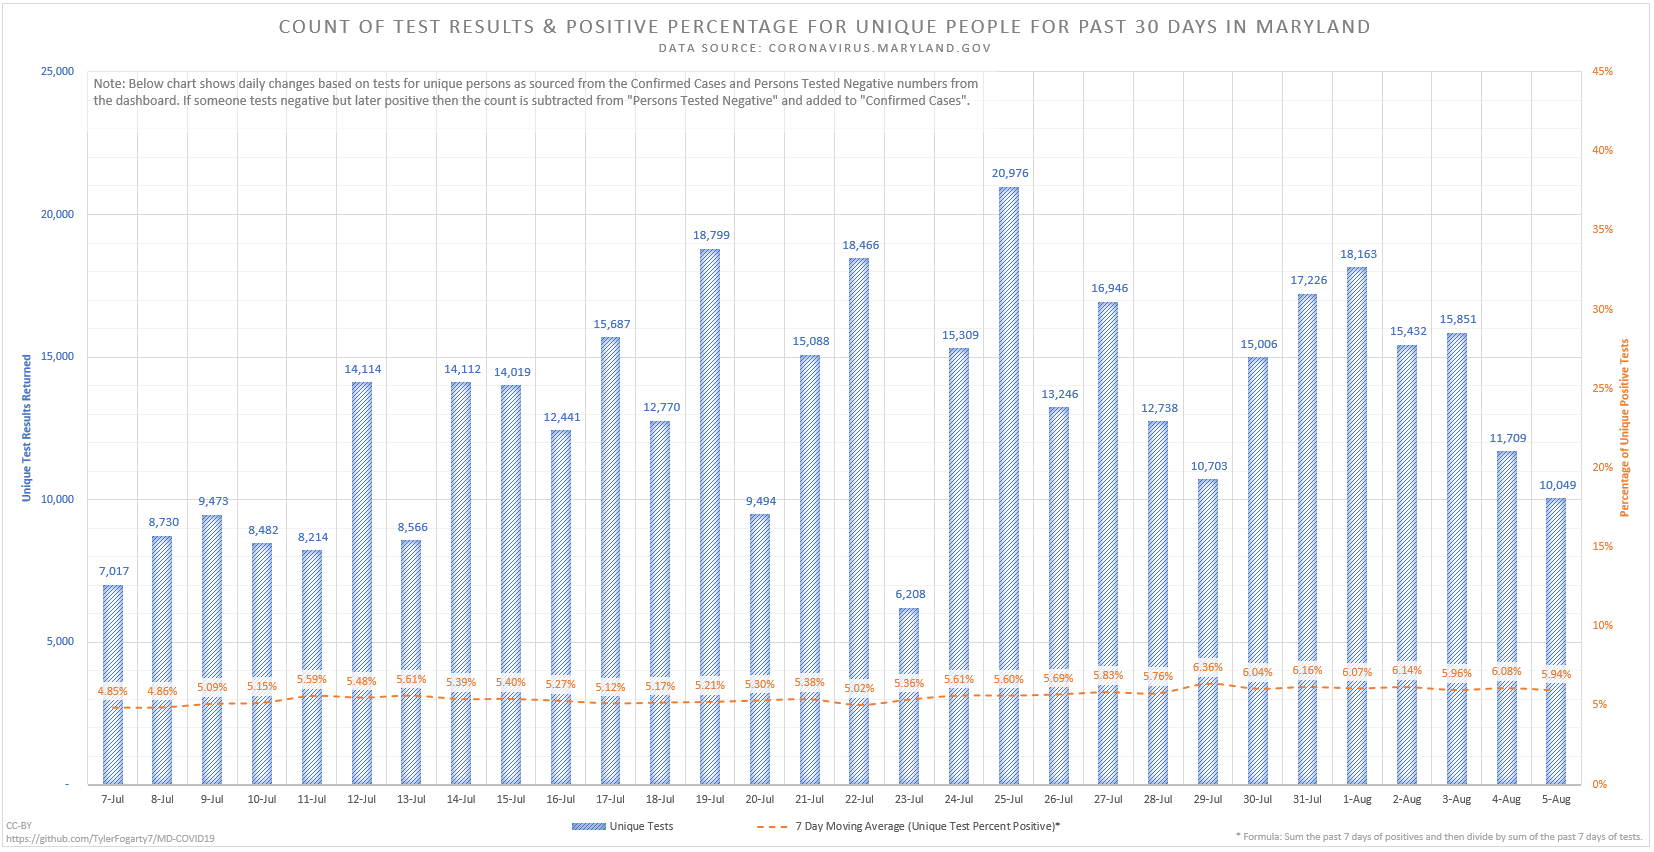 COUNT OF TEST RESULTS & POSITIVE PERCENTAGE FOR UNIQUE PEOPLE FOR PAST 30 DAYS IN MARYLAND
DATA SOURCE: CORONAVIRUS.MARYLAND.GOV
Note: Below chart shows daily changes based on tests for unique persons as sourced from the Confirmed Cases and Persons Tested Negative numbers from
the dashboard. If someone tests negative but later positive then the count is subtracted from "Persons Tested Negative" and added to "Confirmed Cases".
Unique Test Results Returned
25,000
20,000
15,000
10,000
5,000
-
7,017
8,730
9,473
8,482
8,214
14,114
8,566
14,112
14,019
12,441
15,687
12,770
18,799
9,494
15,088
18,466
6,208
15,309
20,976
13,246
16,946
12,738
10,703
15,006
17,226
18,163
15,432
15,851
11,709
10,049
4.85%
4.86%
5.09%
5.15%
5.59%
5.48%
5.61%
5.39%
5.40%
5.27%
5.12%
5.17%
5.21%
5.30%
5.38%
5.02%
5.36%
5.61%
5.60%
5.69%
5.83%
5.76%
6.36%
6.04%
6.16%
6.07%
6.14%
5.96%
6.08%
5.94%
45%
40%
35%
30%
25%
20%
15%
10%
5%
0%
Percentage of Unique Positive Tests
7-Jul
8-Jul
9-Jul
10-Jul
11-Jul
12-Jul
13-Jul
14-Jul
15-Jul
16-Jul
17-Jul
18-Jul
19-Jul
20-Jul
21-Jul
22-Jul
23-Jul
24-Jul
25-Jul
26-Jul
27-Jul
28-Jul
29-Jul
30-Jul
31-Jul
1-Aug
2-Aug
3-Aug
4-Aug
5-Aug
Unique Tests
7 Day Moving Average (Unique Test Percent Positive)*
CC-BY
https://github.com/TylerFogarty7/MD-COVID19
* Formula: Sum the past 7 days of positives and then divide by sum of the past 7 days of tests.